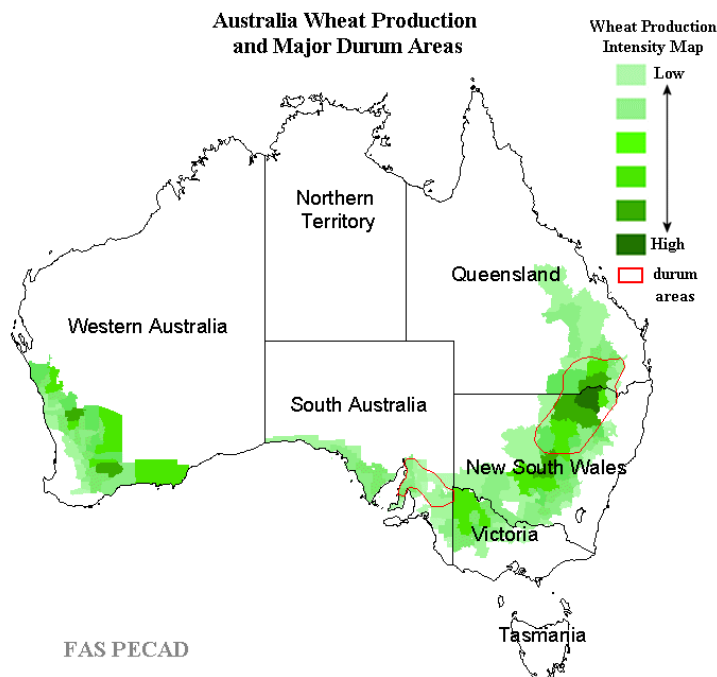 Australia Wheat Production
and Major Durum Areas
Wheat Production
Intensity Map
Low
High
durum
areas
Northern
Territory
Queensland
Western Australia
South Australia
New South Wales
Victoria
Tasmania
FAS PECAD